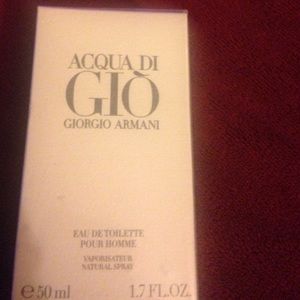 ACQUA DI
GIÒ
GIORGIO ARMANI
EAU DE TOILETTE
POUR HOMME
VAPORISATEUR
NATURAL SPRAY
℮50 ml 1.7 FL.OZ.